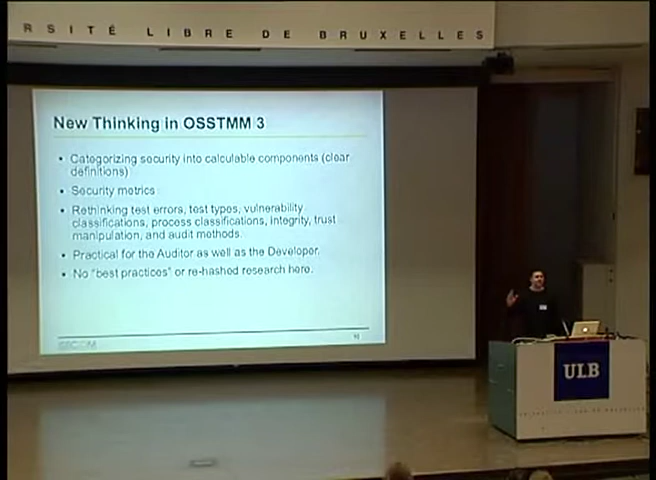 RSITÉ LIBRE DE BRUXELLES
New Thinking in OSSTMM 3
• Categorizing security into calculable components (clear
definitions)
• Security metrics
• Rethinking test errors, test types, vulnerability
classifications, process classifications, integrity, trust
manipulation, and audit methods.
• Practical for the Auditor as well as the Developer.
• No "best practices" or re-hashed research here.
ULB